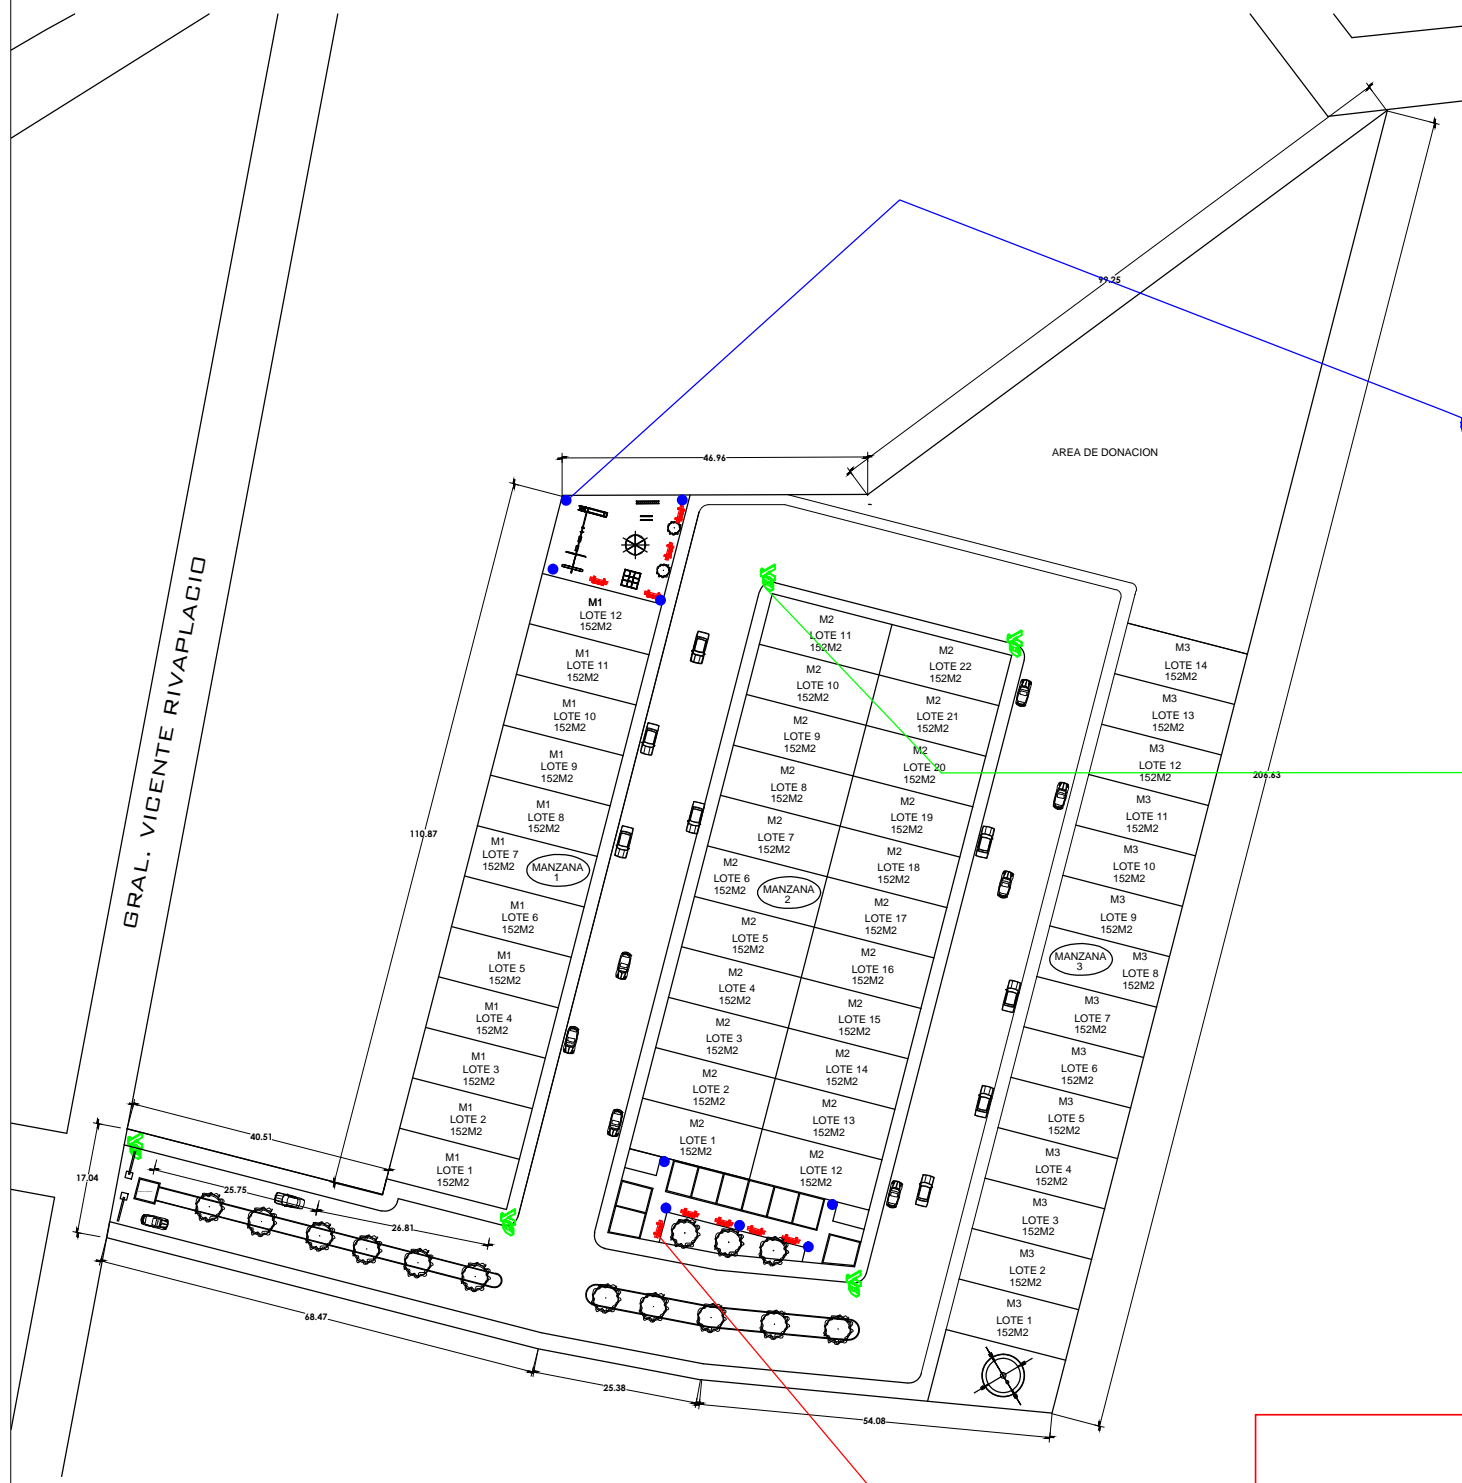 99.25
AREA DE DONACION
46.96
GRAL. VICENTE RIVAPLACIO
110.87
206.63
M1
LOTE 12
152M2
M1
LOTE 11
152M2
M1
LOTE 10
152M2
M1
LOTE 9
152M2
M1
LOTE 8
152M2
M1
LOTE 7
152M2
MANZANA
1
M1
LOTE 6
152M2
M1
LOTE 5
152M2
M1
LOTE 4
152M2
M1
LOTE 3
152M2
M1
LOTE 2
152M2
M1
LOTE 1
152M2
M2
LOTE 11
152M2
M2
LOTE 10
152M2
M2
LOTE 9
152M2
M2
LOTE 8
152M2
M2
LOTE 7
152M2
M2
LOTE 6
152M2
MANZANA
2
M2
LOTE 5
152M2
M2
LOTE 4
152M2
M2
LOTE 3
152M2
M2
LOTE 2
152M2
M2
LOTE 1
152M2
M2
LOTE 22
152M2
M2
LOTE 21
152M2
M2
LOTE 20
152M2
M2
LOTE 19
152M2
M2
LOTE 18
152M2
M2
LOTE 17
152M2
M2
LOTE 16
152M2
M2
LOTE 15
152M2
M2
LOTE 14
152M2
M2
LOTE 13
152M2
M2
LOTE 12
152M2
M3
LOTE 14
152M2
M3
LOTE 13
152M2
M3
LOTE 12
152M2
M3
LOTE 11
152M2
M3
LOTE 10
152M2
M3
LOTE 9
152M2
MANZANA
3
M3
LOTE 8
152M2
M3
LOTE 7
152M2
M3
LOTE 6
152M2
M3
LOTE 5
152M2
M3
LOTE 4
152M2
M3
LOTE 3
152M2
M3
LOTE 2
152M2
M3
LOTE 1
152M2
40.51
17.04
25.75
26.81
68.47
25.38
54.08